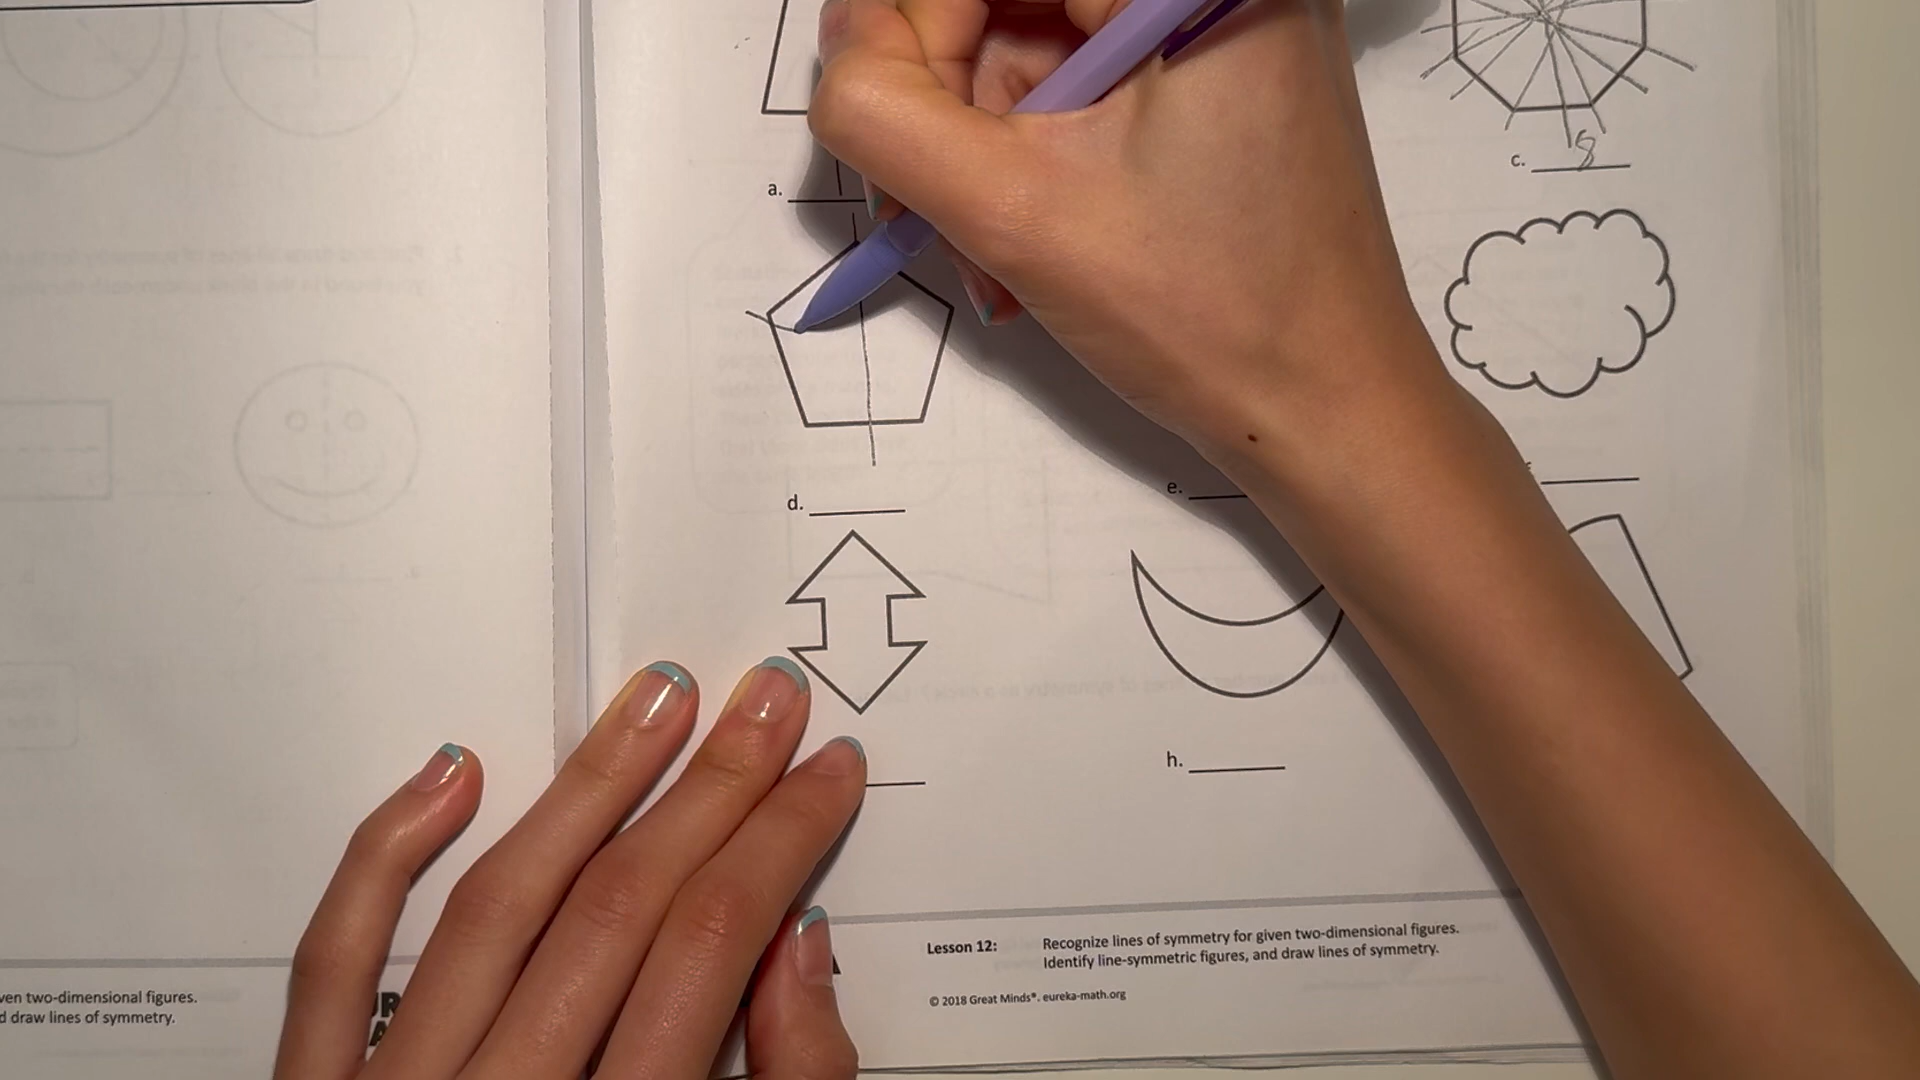 a. 1
c. 8
d.
e.
h.
Lesson 12: Recognize lines of symmetry for given two-dimensional figures.
Identify line-symmetric figures, and draw lines of symmetry.
© 2018 Great Minds®. eureka-math.org
ven two-dimensional figures.
d draw lines of symmetry.